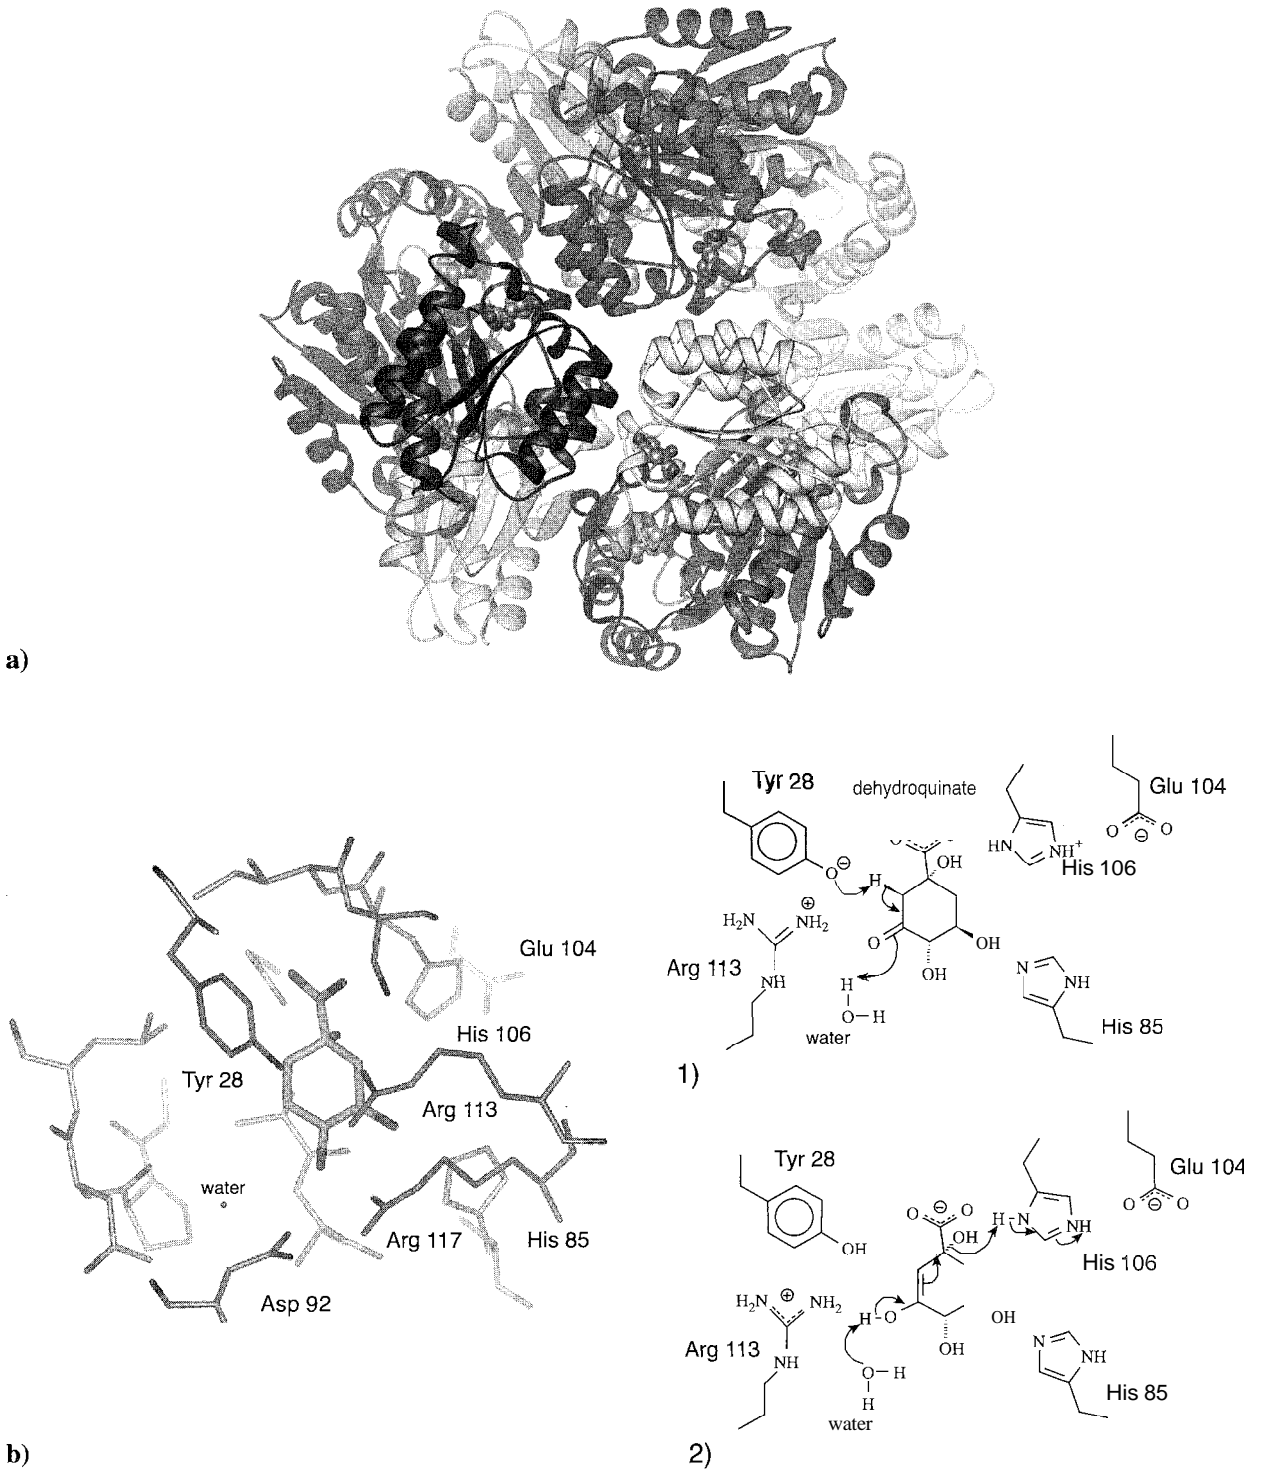 a)
Glu 104
His 106
Tyr 28
Arg 113
water
Arg 117
His 85
Asp 92
b)
Tyr 28
dehydroquinate
Glu 104
O
O
⊖
HN
NH+
His 106
O
⊖
H
OH
H2N
⊕
NH2
O
OH
OH
Arg 113
NH
H
O
H
water
N
NH
His 85
1)
Tyr 28
Glu 104
O
⊖
O
⊖
O
O
H
N
NH
OH
His 106
OH
H2N
⊕
NH2
H
O
OH
OH
Arg 113
NH
O
H
H
water
N
NH
His 85
2)